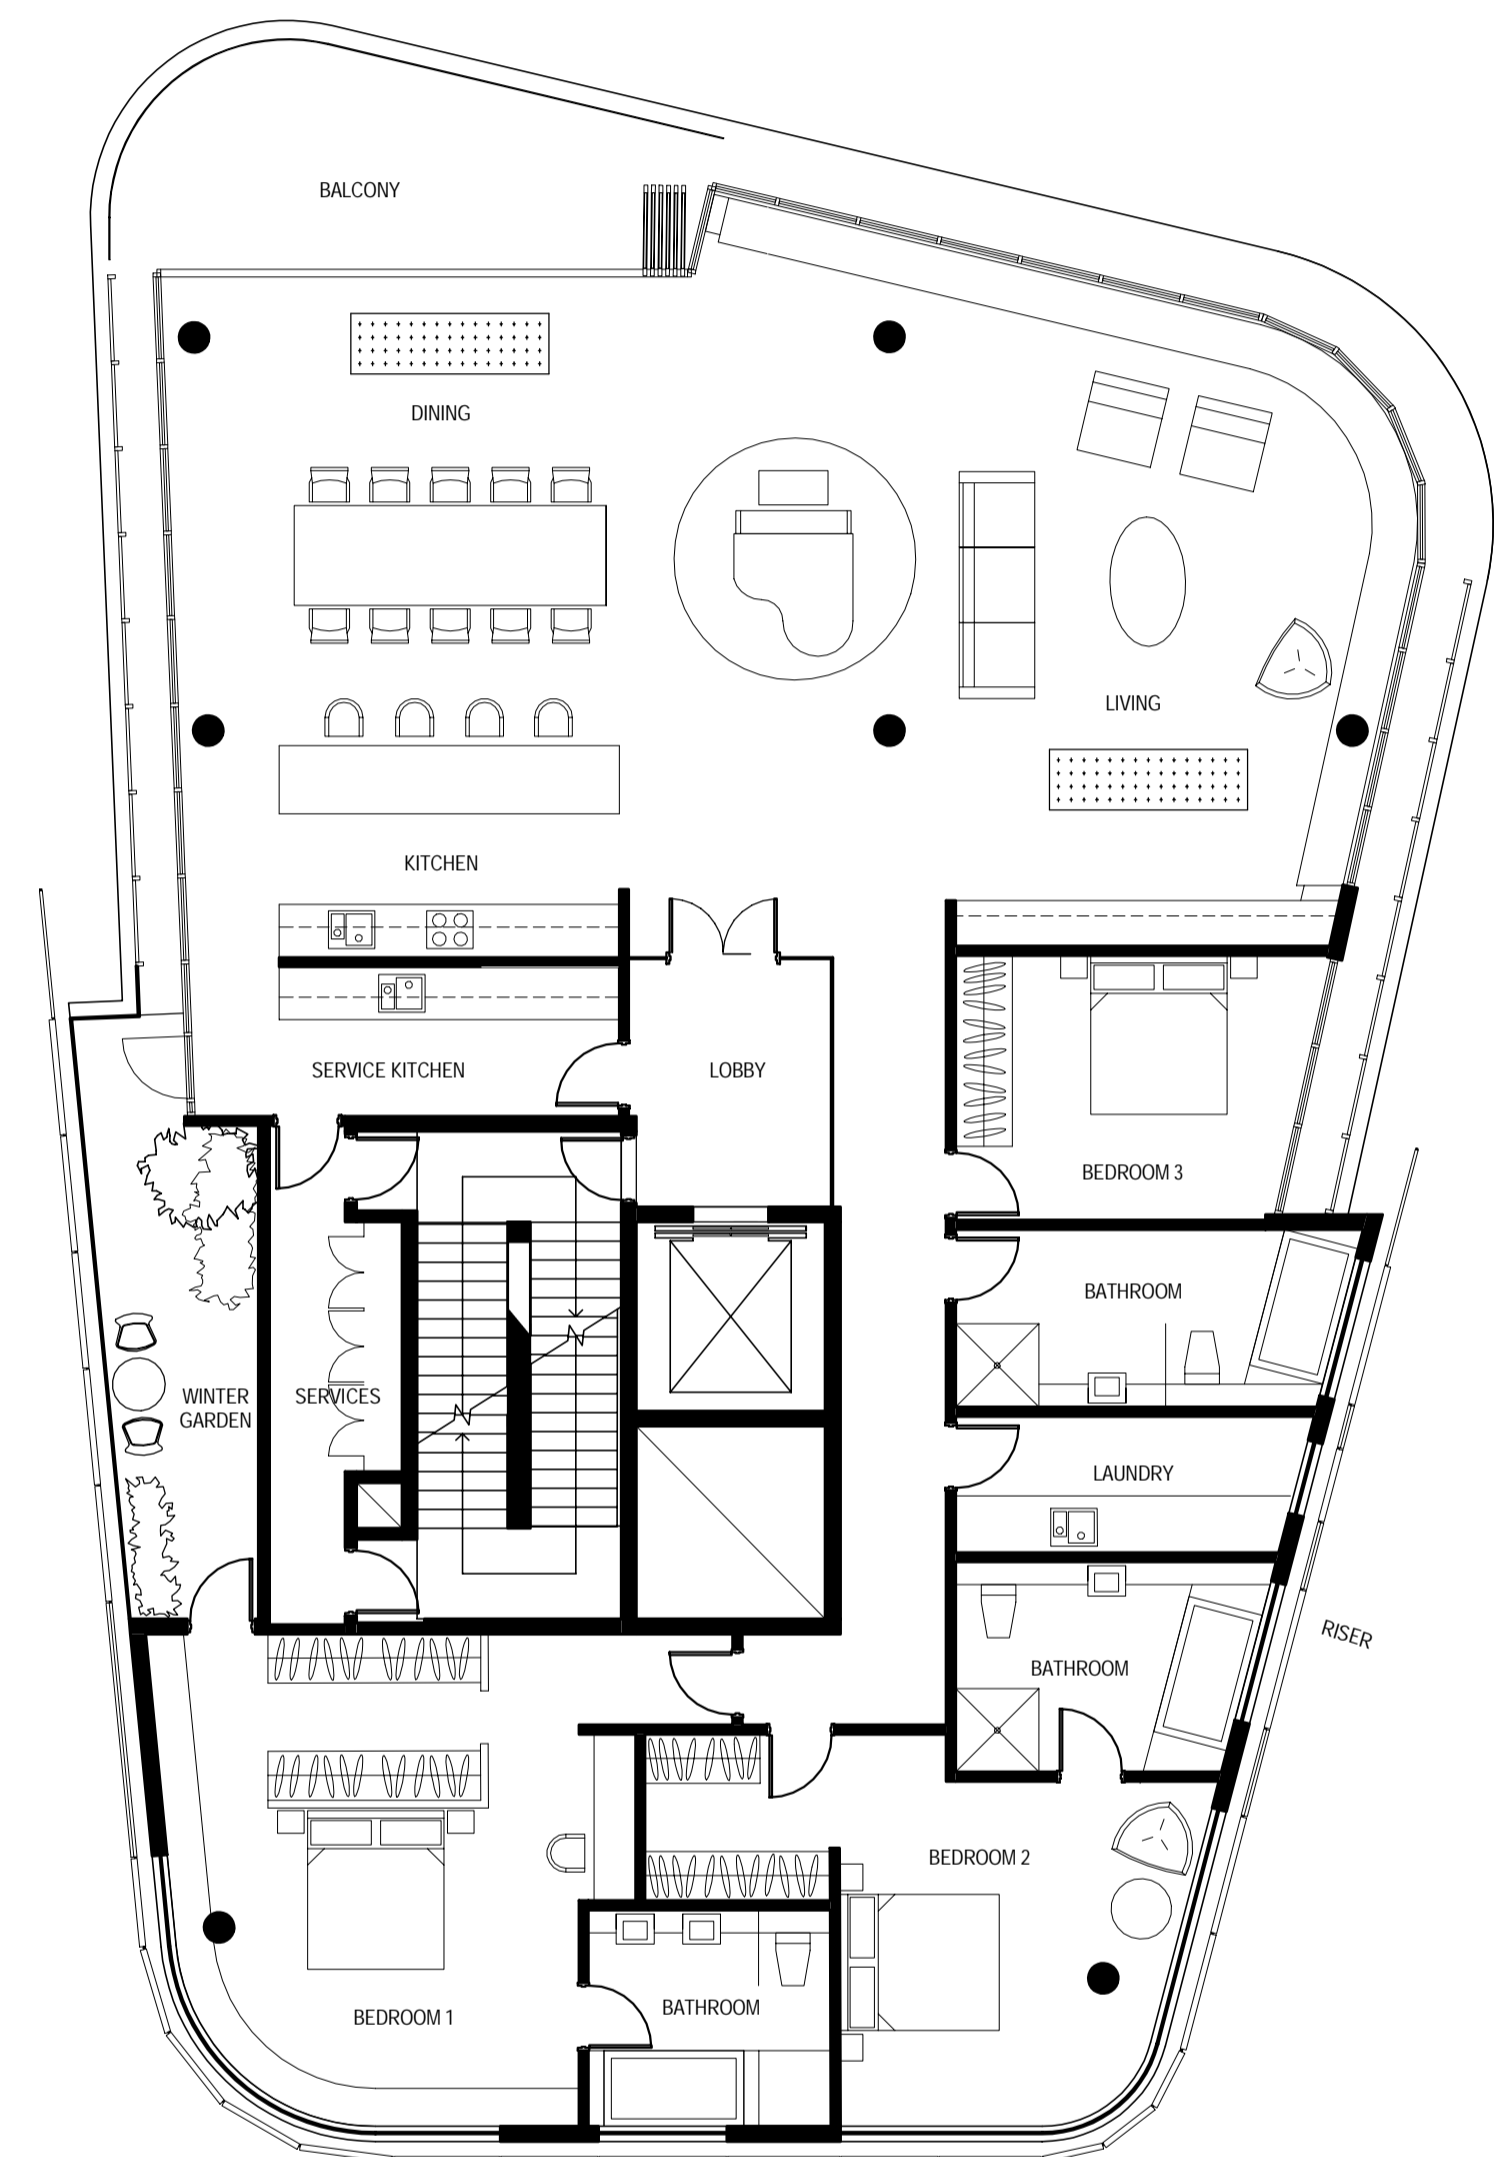 BALCONY
DINING
LIVING
KITCHEN
SERVICE KITCHEN
LOBBY
BEDROOM 3
BATHROOM
WINTER
GARDEN
SERVICES
LAUNDRY
RISER
BATHROOM
BEDROOM 2
BATHROOM
BEDROOM 1